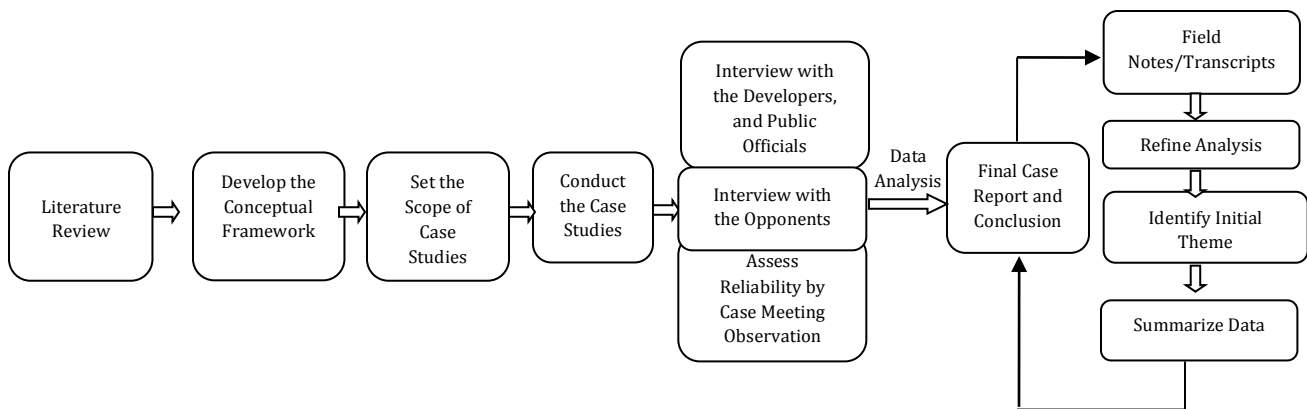 Literature
Review
Develop the
Conceptual
Framework
Set the
Scope of
Case
Studies
Conduct
the Case
Studies
Interview with
the Developers,
and Public
Officials
Interview with
the Opponents
Assess
Reliability by
Case Meeting
Observation
Data
Analysis
Final Case
Report and
Conclusion
Field
Notes/Transcripts
Refine Analysis
Identify Initial
Theme
Summarize Data